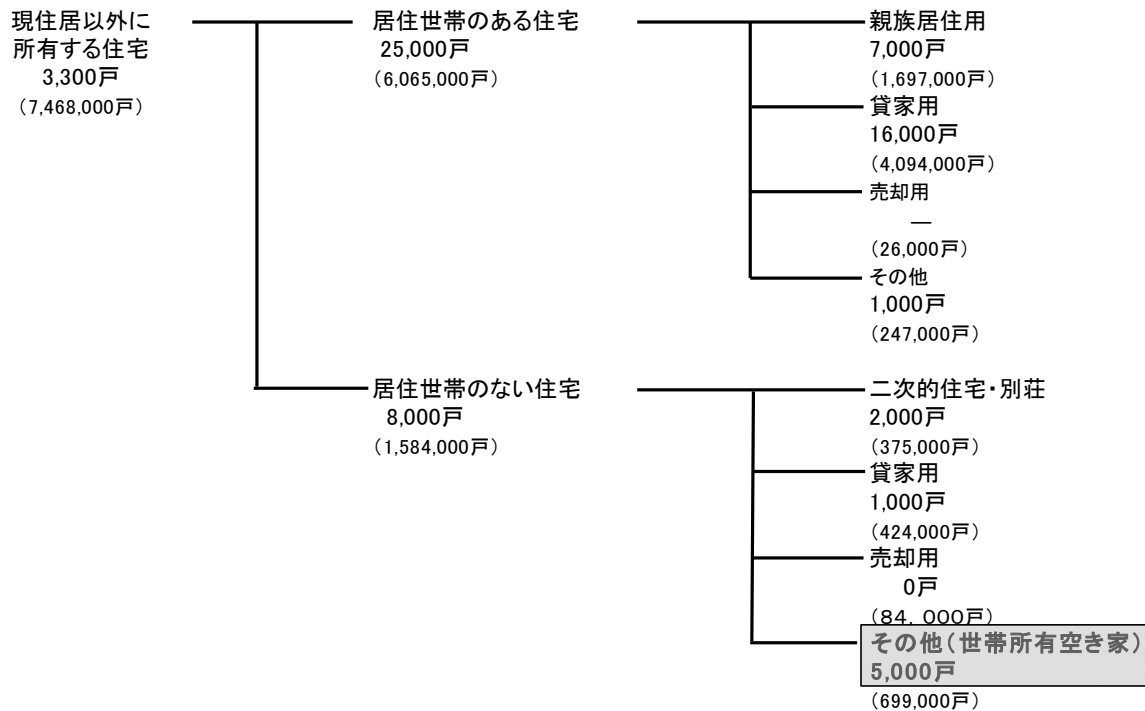 現住居以外に
所有する住宅
3,300戸
（7,468,000戸）
居住世帯のある住宅
25,000戸
（6,065,000戸）
親族居住用
7,000戸
（1,697,000戸）
貸家用
16,000戸
（4,094,000戸）
売却用
―
（26,000戸）
その他
1,000戸
（247,000戸）
居住世帯のない住宅
8,000戸
（1,584,000戸）
二次的住宅・別荘
2,000戸
（375,000戸）
貸家用
1,000戸
（424,000戸）
売却用
0戸
（８４．０００戸）
その他（世帯所有空き家）
5,000戸
（699,000戸）